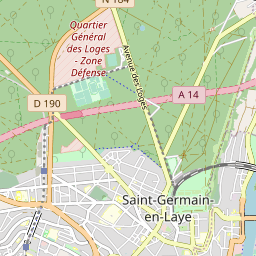 N 184
Quartier
Général
des Loges
- Zone
Défense.
Avenue des Loges
A 14
D 190
Saint-Germain-
en-Laye